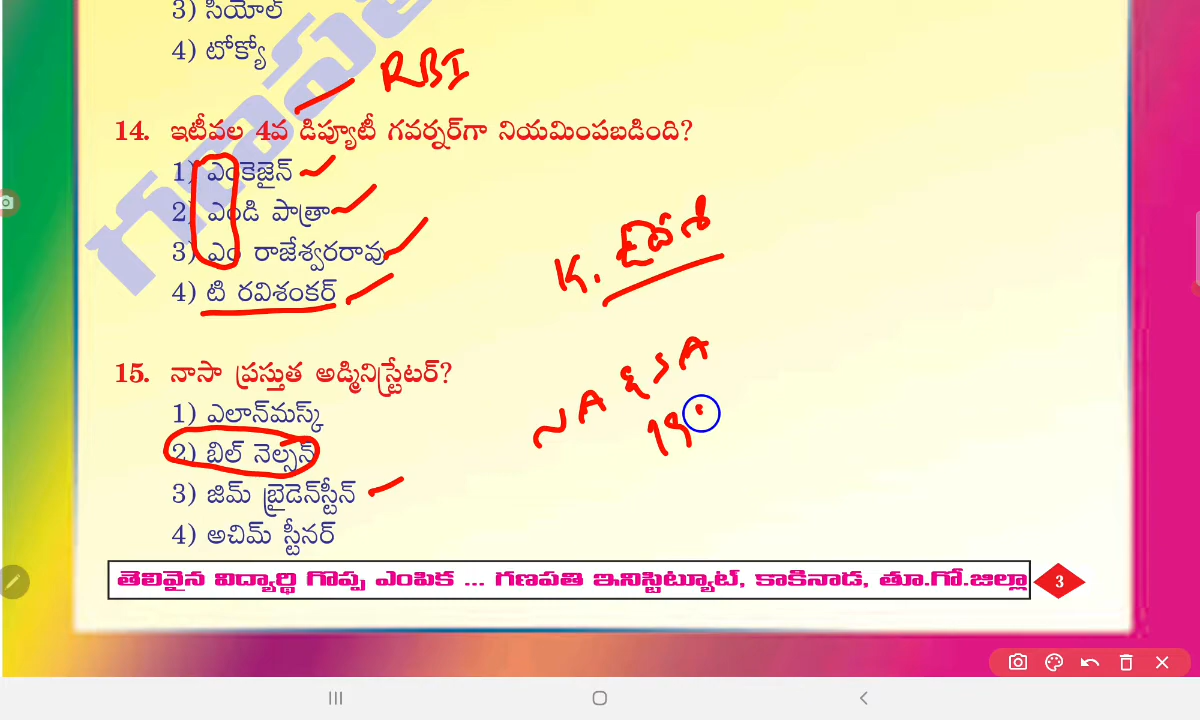 3) సియోల్
4) టోక్యో
RBI
14. ఇటీవల 4వ డిప్యూటీ గవర్నర్‌గా నియమింపబడింది?
1) ఎంకెజైన్
2) ఎండి పాత్రా
3) ఎం రాజేశ్వరరావు
4) టి రవిశంకర్
K.
15. నాసా ప్రస్తుత అడ్మినిస్ట్రేటర్?
1) ఎలాన్‌మస్క్
2) బిల్ నెల్సన్
3) జిమ్ బ్రైడెన్‌స్టీన్
4) అచిమ్ స్టీనర్
తెలివైన విద్యార్థి గొప్ప ఎంపిక ... గణపతి ఇనిస్టిట్యూట్, కాకినాడ, తూ.గో.జిల్లా 3